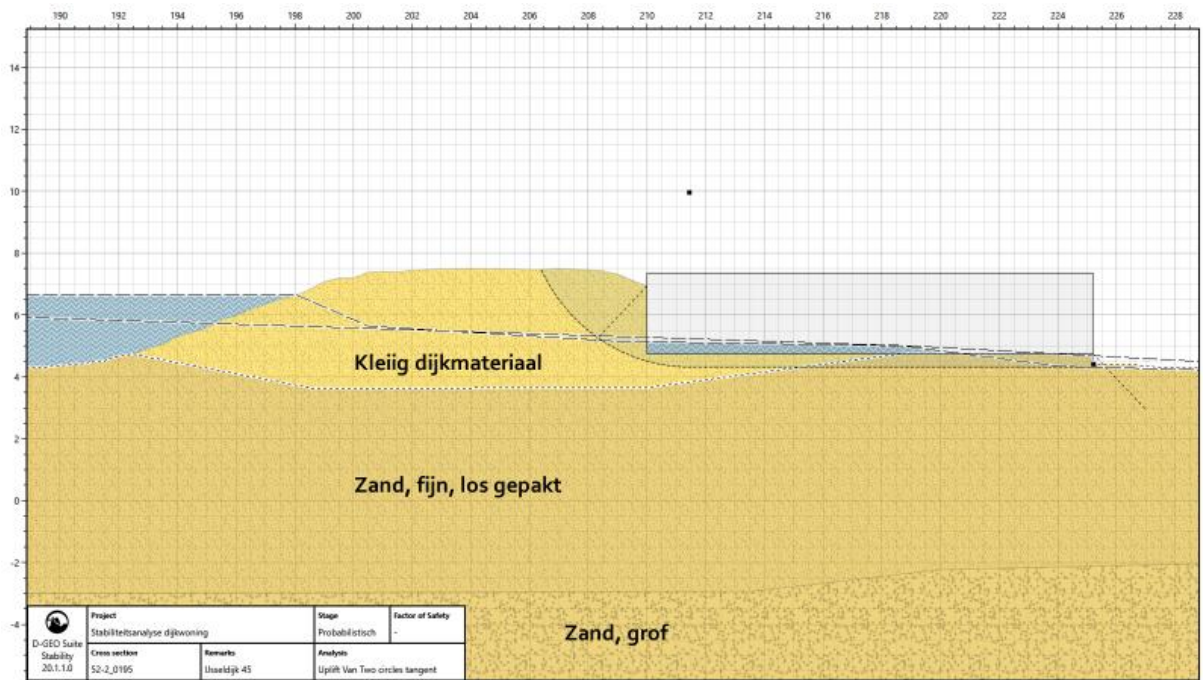 190 192 194 196 198 200 202 204 206 208 210 212 214 216 218 220 222 224 226 228
14
12
10
8
6
Kleiig dijkmateriaal
4
2
Zand, fijn, los gepakt
0
-2
-4
Zand, grof
D-GEO Suite
Stability
20.1.1.0
Project
Stabiliteitsanalyse dijkwoning
Stage
Probabilistisch
Factor of Safety
-
Cross section
52-2_0195
Remarks
IJsseldijk 45
Analysis
Uplift Van Two circles tangent